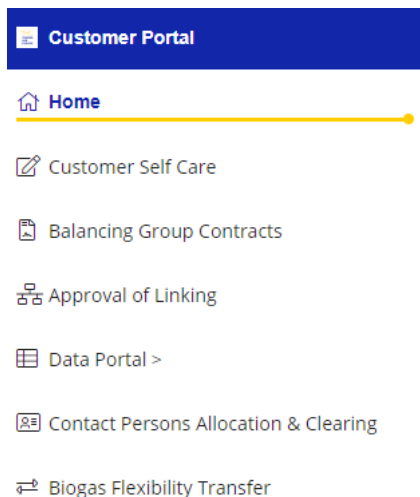 Customer Portal
Home
Customer Self Care
Balancing Group Contracts
Approval of Linking
Data Portal >
Contact Persons Allocation & Clearing
Biogas Flexibility Transfer